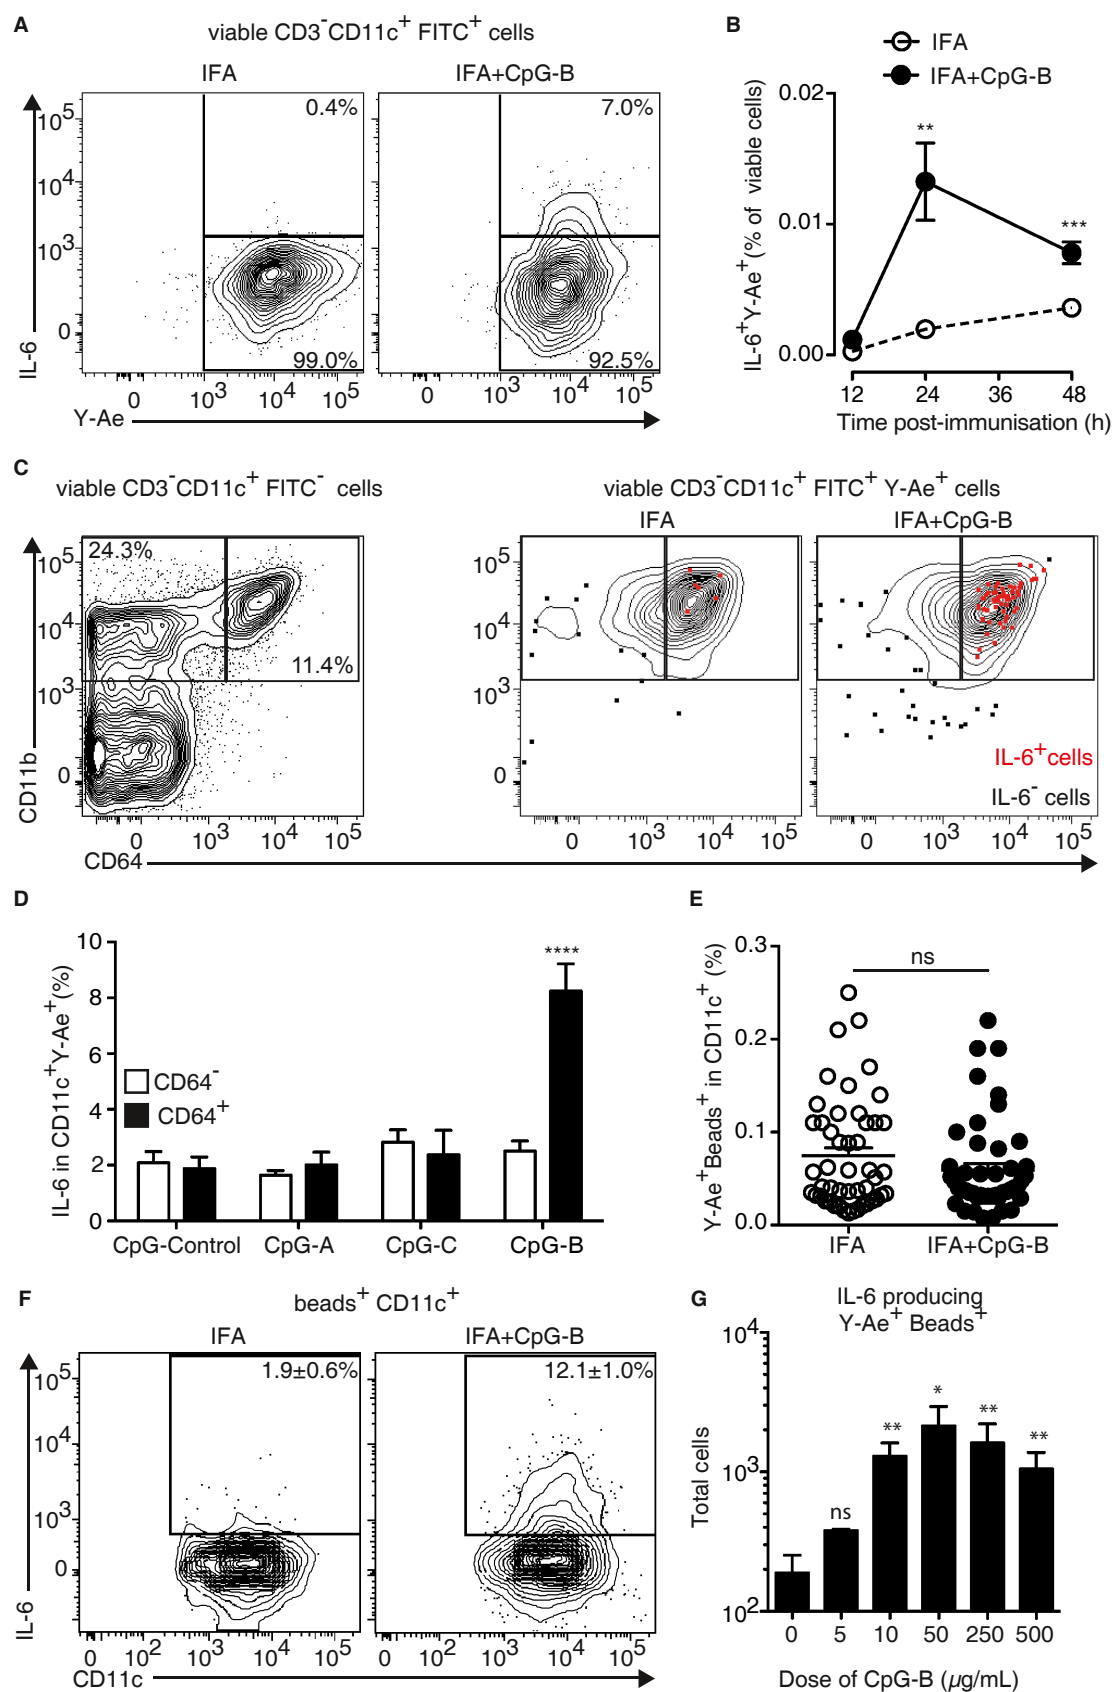 A
viable CD3⁻CD11c⁺ FITC⁺ cells
IFA
IFA+CpG-B
0.4%
7.0%
99.0%
92.5%
10⁵
10⁴
10³
0
IL-6
0 10³ 10⁴ 10⁵
0 10³ 10⁴ 10⁵
Y-Ae
B
IFA
IFA+CpG-B
0.02
0.01
0.00
**
***
IL-6⁺Y-Ae⁺(% of viable cells)
12 24 36 48
Time post-immunisation (h)
C
viable CD3⁻CD11c⁺ FITC⁻ cells
viable CD3⁻CD11c⁺ FITC⁺ Y-Ae⁺ cells
IFA
IFA+CpG-B
24.3%
11.4%
10⁵
10⁴
10³
0
CD11b
0 10³ 10⁴ 10⁵
CD64
10⁵
10⁴
10³
0
0 10³ 10⁴ 10⁵
0 10³ 10⁴ 10⁵
IL-6⁺cells
IL-6⁻ cells
D
10
8
6
4
2
0
IL-6 in CD11c⁺Y-Ae⁺(%)
CD64⁻
CD64⁺
****
CpG-Control CpG-A CpG-C CpG-B
E
0.3
0.2
0.1
0.0
Y-Ae⁺Beads⁺ in CD11c⁺ (%)
ns
IFA
IFA+CpG-B
F
beads⁺ CD11c⁺
IFA
IFA+CpG-B
1.9±0.6%
12.1±1.0%
10⁵
10⁴
10³
0
IL-6
0 10² 10³ 10⁴ 10⁵
0 10² 10³ 10⁴ 10⁵
CD11c
G
IL-6 producing
Y-Ae⁺ Beads⁺
10⁴
10³
10²
Total cells
ns
**
*
**
**
0 5 10 50 250 500
Dose of CpG-B (µg/mL)